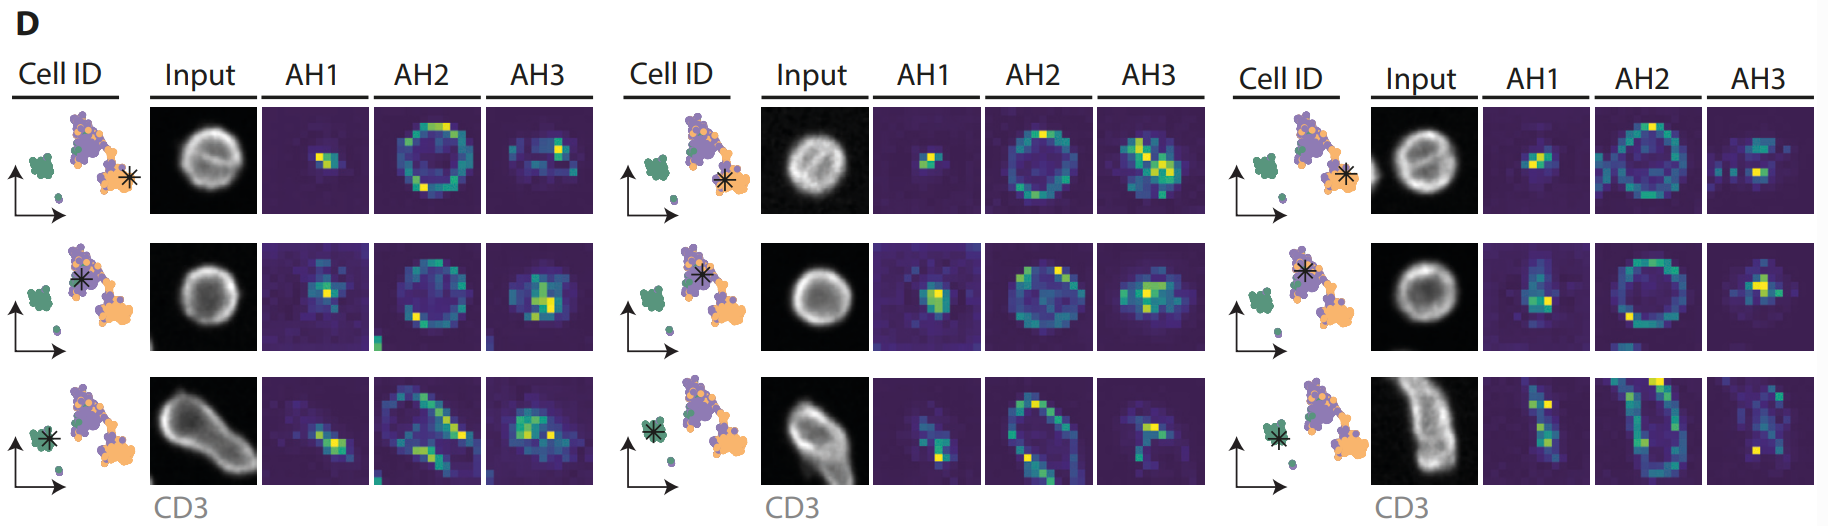 D
Cell ID Input AH1 AH2 AH3 Cell ID Input AH1 AH2 AH3 Cell ID Input AH1 AH2 AH3
CD3 CD3 CD3